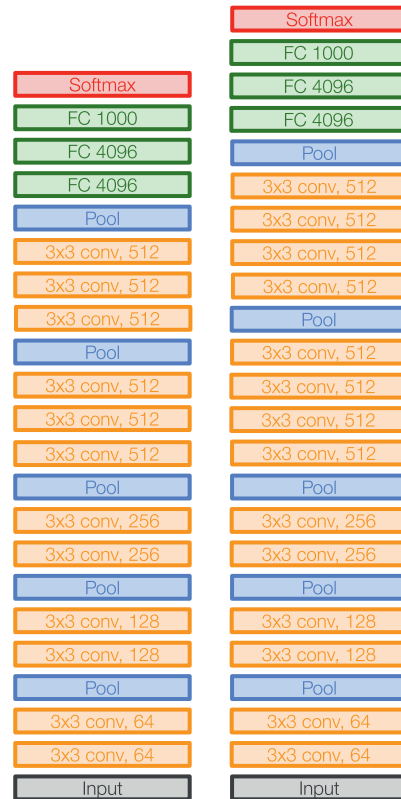 Softmax
FC 1000
FC 4096
FC 4096
Pool
3x3 conv, 512
3x3 conv, 512
3x3 conv, 512
Pool
3x3 conv, 512
3x3 conv, 512
3x3 conv, 512
Pool
3x3 conv, 256
3x3 conv, 256
Pool
3x3 conv, 128
3x3 conv, 128
Pool
3x3 conv, 64
3x3 conv, 64
Input
Softmax
FC 1000
FC 4096
FC 4096
Pool
3x3 conv, 512
3x3 conv, 512
3x3 conv, 512
3x3 conv, 512
Pool
3x3 conv, 512
3x3 conv, 512
3x3 conv, 512
3x3 conv, 512
Pool
3x3 conv, 256
3x3 conv, 256
Pool
3x3 conv, 128
3x3 conv, 128
Pool
3x3 conv, 64
3x3 conv, 64
Input